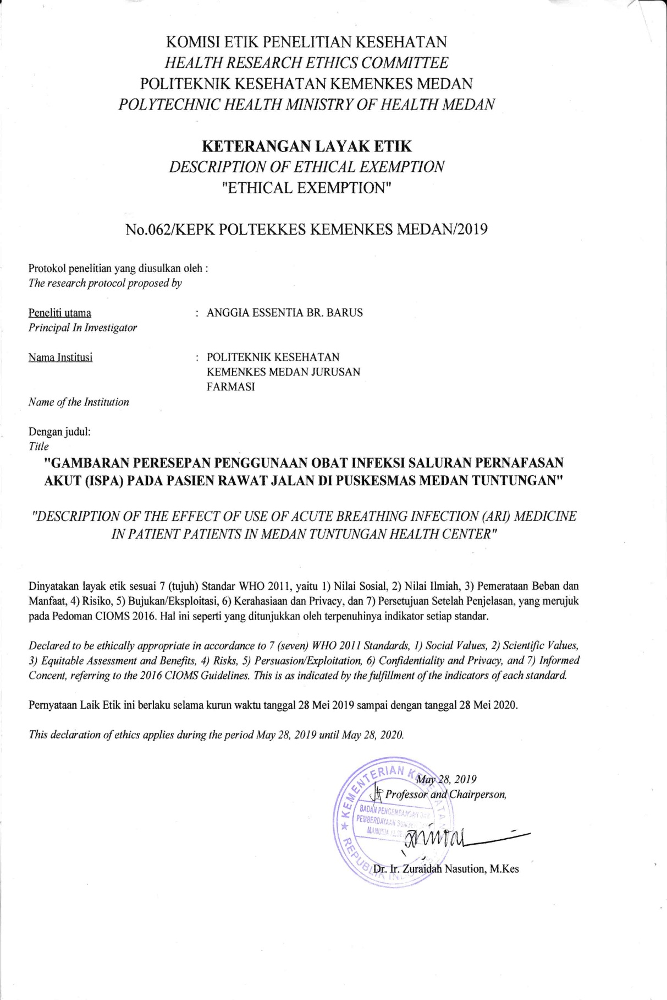 KOMISI ETIK PENELITIAN KESEHATAN
HEALTH RESEARCH ETHICS COMMITTEE
POLITEKNIK KESEHATAN KEMENKES MEDAN
POLYTECHNIC HEALTH MINISTRY OF HEALTH MEDAN
KETERANGAN LAYAK ETIK
DESCRIPTION OF ETHICAL EXEMPTION
"ETHICAL EXEMPTION"
No.062/KEPK POLTEKKES KEMENKES MEDAN/2019
Protokol penelitian yang diusulkan oleh :
The research protocol proposed by
Peneliti utama : ANGGIA ESSENTIA BR. BARUS
Principal In Investigator
Nama Institusi : POLITEKNIK KESEHATAN
KEMENKES MEDAN JURUSAN
FARMASI
Name of the Institution
Dengan judul:
Title
"GAMBARAN PERESEPAN PENGGUNAAN OBAT INFEKSI SALURAN PERNAFASAN
AKUT (ISPA) PADA PASIEN RAWAT JALAN DI PUSKESMAS MEDAN TUNTUNGAN"
"DESCRIPTION OF THE EFFECT OF USE OF ACUTE BREATHING INFECTION (ARI) MEDICINE
IN PATIENT PATIENTS IN MEDAN TUNTUNGAN HEALTH CENTER"
Dinyatakan layak etik sesuai 7 (tujuh) Standar WHO 2011, yaitu 1) Nilai Sosial, 2) Nilai Ilmiah, 3) Pemerataan Beban dan
Manfaat, 4) Risiko, 5) Bujukan/Eksploitasi, 6) Kerahasiaan dan Privacy, dan 7) Persetujuan Setelah Penjelasan, yang merujuk
pada Pedoman CIOMS 2016. Hal ini seperti yang ditunjukkan oleh terpenuhinya indikator setiap standar.
Declared to be ethically appropriate in accordance to 7 (seven) WHO 2011 Standards, 1) Social Values, 2) Scientific Values,
3) Equitable Assessment and Benefits, 4) Risks, 5) Persuasion/Exploitation, 6) Confidentiality and Privacy, and 7) Informed
Concent, referring to the 2016 CIOMS Guidelines. This is as indicated by the fulfillment of the indicators of each standard.
Pernyataan Laik Etik ini berlaku selama kurun waktu tanggal 28 Mei 2019 sampai dengan tanggal 28 Mei 2020.
This declaration of ethics applies during the period May 28, 2019 until May 28, 2020.
May 28, 2019
Professor and Chairperson,
KEMENTERIAN KESEHATAN
BADAN PENGEMBANGAN DAN
PEMBERDAYAAN
MANUSIA
REPUBLIK INDONESIA
Dr. Ir. Zuraidah Nasution, M.Kes